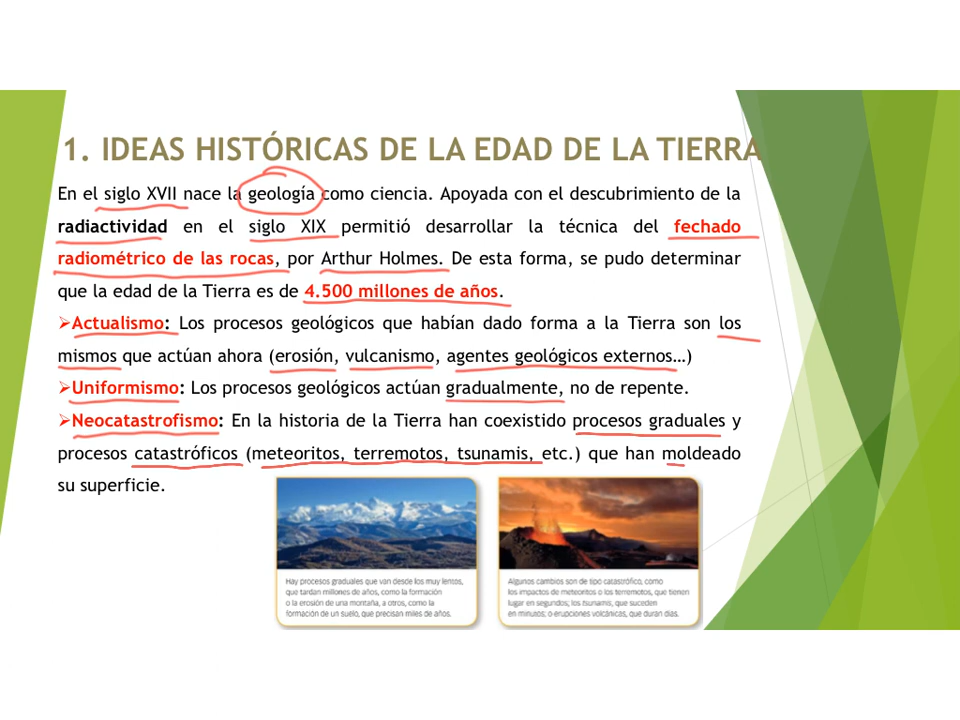 1. IDEAS HISTÓRICAS DE LA EDAD DE LA TIERRA
En el siglo XVII nace la geología como ciencia. Apoyada con el descubrimiento de la
radiactividad en el siglo XIX permitió desarrollar la técnica del fechado
radiométrico de las rocas, por Arthur Holmes. De esta forma, se pudo determinar
que la edad de la Tierra es de 4.500 millones de años.
➢Actualismo: Los procesos geológicos que habían dado forma a la Tierra son los
mismos que actúan ahora (erosión, vulcanismo, agentes geológicos externos…)
➢Uniformismo: Los procesos geológicos actúan gradualmente, no de repente.
➢Neocatastrofismo: En la historia de la Tierra han coexistido procesos graduales y
procesos catastróficos (meteoritos, terremotos, tsunamis, etc.) que han moldeado
su superficie.
Hay procesos graduales que van desde los muy lentos,
que tardan millones de años, como la formación
o la erosión de una montaña, a otros, como la
formación de un suelo, que precisan miles de años.
Algunos cambios son de tipo catastrófico, como
los impactos de meteoritos o los terremotos, que tienen
lugar en segundos; los tsunamis, que suceden
en minutos; o erupciones volcánicas, que duran días.